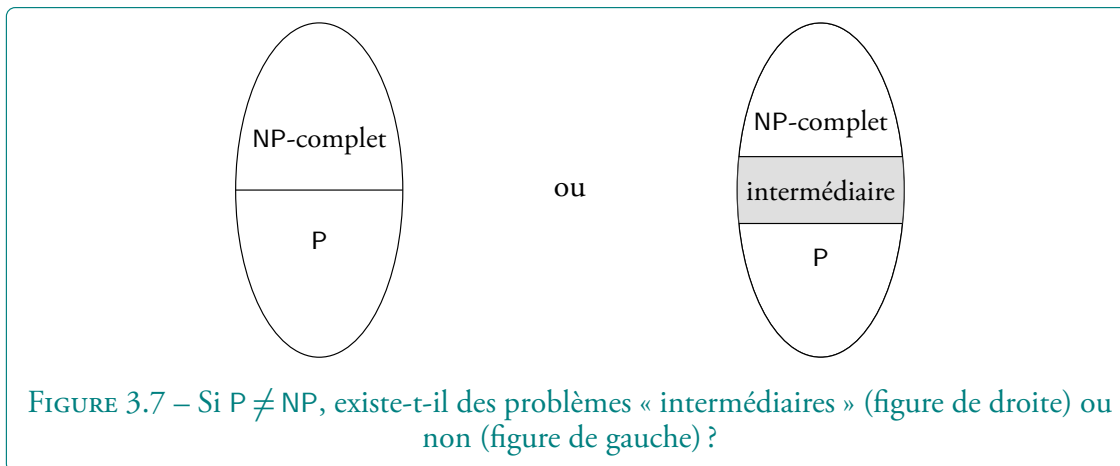 NP-complet
P
ou
NP-complet
intermédiaire
P
FIGURE 3.7 – Si P ≠ NP, existe-t-il des problèmes « intermédiaires » (figure de droite) ou
non (figure de gauche) ?